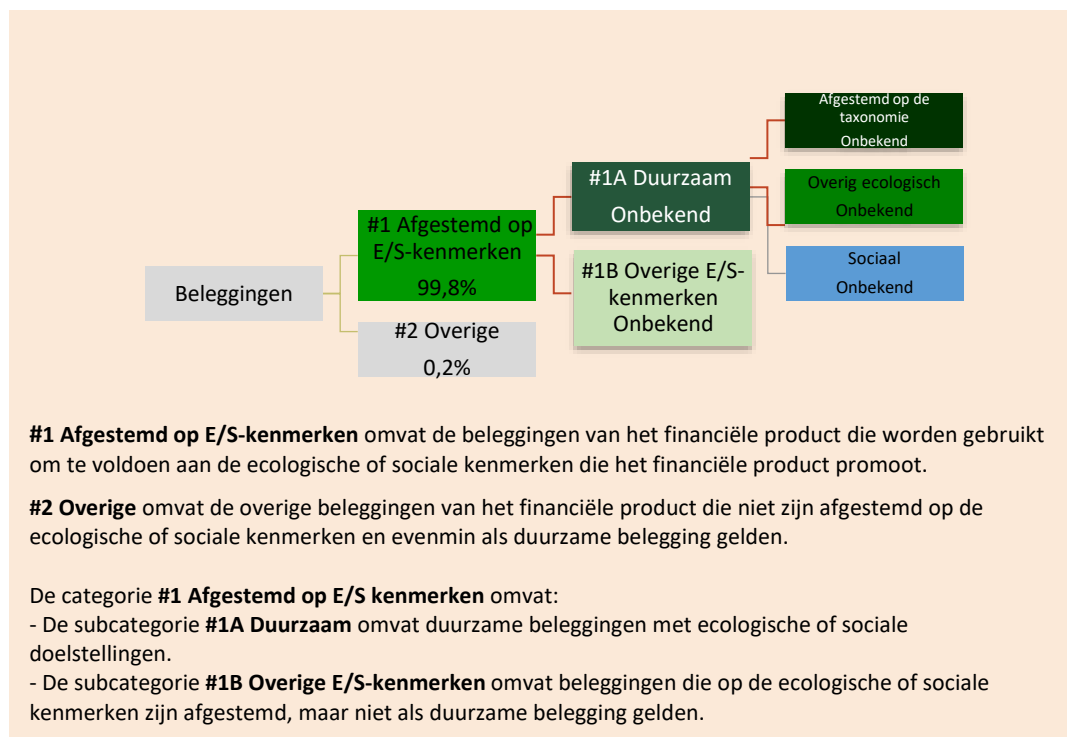 Afgestemd op de
taxonomie
Onbekend
#1A Duurzaam
Onbekend
Overig ecologisch
Onbekend
#1 Afgestemd op
E/S-kenmerken
99,8%
Sociaal
Onbekend
#1B Overige E/S-
kenmerken
Onbekend
Beleggingen
#2 Overige
0,2%
#1 Afgestemd op E/S-kenmerken omvat de beleggingen van het financiële product die worden gebruikt
om te voldoen aan de ecologische of sociale kenmerken die het financiële product promoot.
#2 Overige omvat de overige beleggingen van het financiële product die niet zijn afgestemd op de
ecologische of sociale kenmerken en evenmin als duurzame belegging gelden.
De categorie #1 Afgestemd op E/S kenmerken omvat:
- De subcategorie #1A Duurzaam omvat duurzame beleggingen met ecologische of sociale
doelstellingen.
- De subcategorie #1B Overige E/S-kenmerken omvat beleggingen die op de ecologische of sociale
kenmerken zijn afgestemd, maar niet als duurzame belegging gelden.